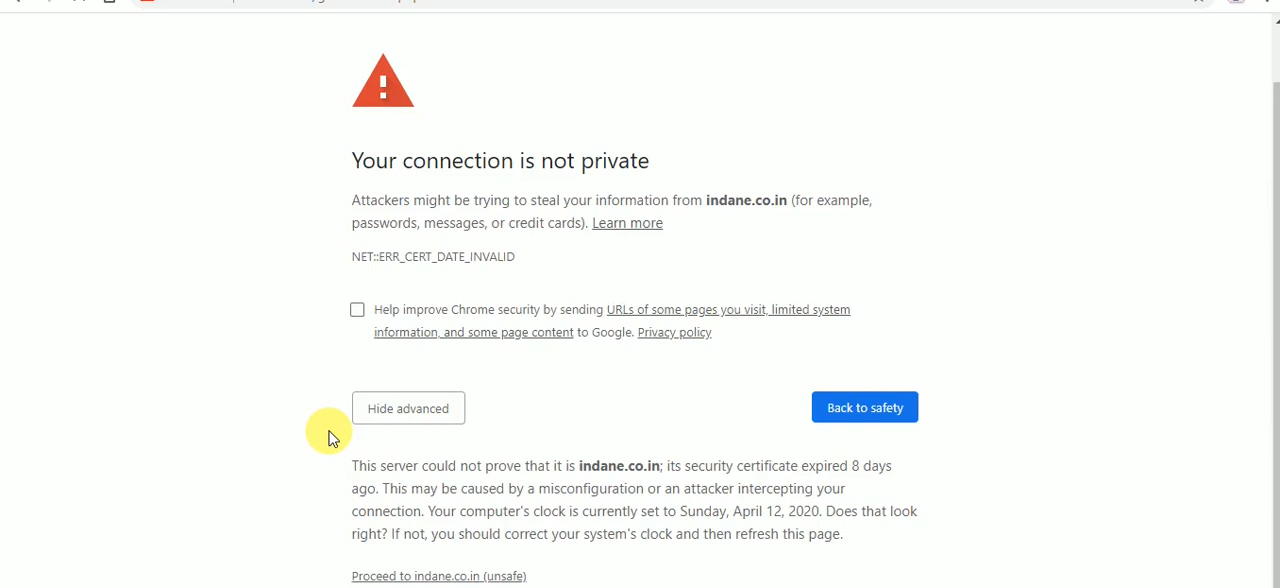 Your connection is not private
Attackers might be trying to steal your information from indane.co.in (for example,
passwords, messages, or credit cards). Learn more
NET::ERR_CERT_DATE_INVALID
Help improve Chrome security by sending URLs of some pages you visit, limited system
information, and some page content to Google. Privacy policy
Hide advanced
Back to safety
This server could not prove that it is indane.co.in; its security certificate expired 8 days
ago. This may be caused by a misconfiguration or an attacker intercepting your
connection. Your computer's clock is currently set to Sunday, April 12, 2020. Does that look
right? If not, you should correct your system's clock and then refresh this page.
Proceed to indane.co.in (unsafe)